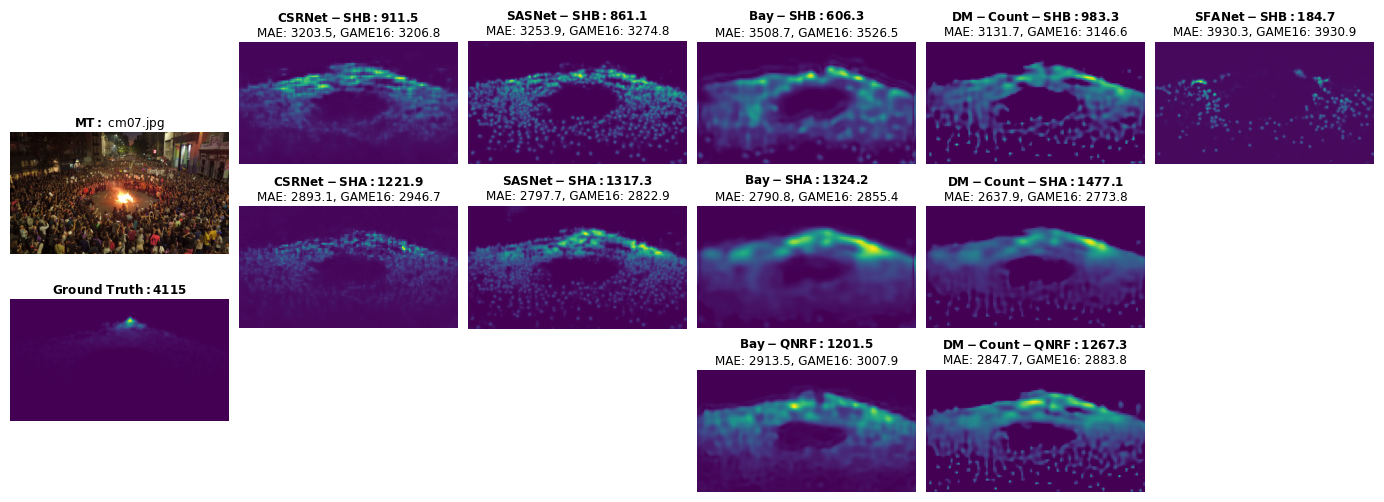 CSRNet − SHB : 911.5
MAE: 3203.5, GAME16: 3206.8
SASNet − SHB : 861.1
MAE: 3253.9, GAME16: 3274.8
Bay − SHB : 606.3
MAE: 3508.7, GAME16: 3526.5
DM − Count − SHB : 983.3
MAE: 3131.7, GAME16: 3146.6
SFANet − SHB : 184.7
MAE: 3930.3, GAME16: 3930.9
MT : cm07.jpg
CSRNet − SHA : 1221.9
MAE: 2893.1, GAME16: 2946.7
SASNet − SHA : 1317.3
MAE: 2797.7, GAME16: 2822.9
Bay − SHA : 1324.2
MAE: 2790.8, GAME16: 2855.4
DM − Count − SHA : 1477.1
MAE: 2637.9, GAME16: 2773.8
Ground Truth : 4115
Bay − QNRF : 1201.5
MAE: 2913.5, GAME16: 3007.9
DM − Count − QNRF : 1267.3
MAE: 2847.7, GAME16: 2883.8